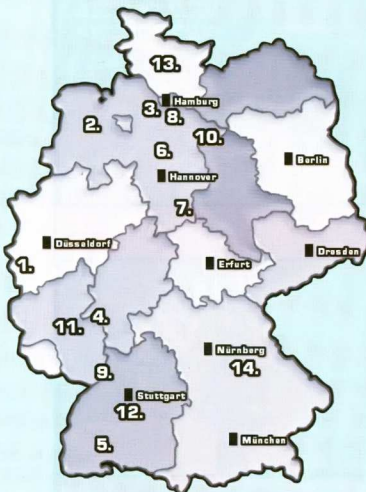 13.
3.
Hamburg
8.
2.
10.
6.
Berlin
Hannover
7.
Düsseldorf
Dresden
1.
Erfurt
4.
11.
Nürnberg
14.
9.
Stuttgart
12.
5.
München